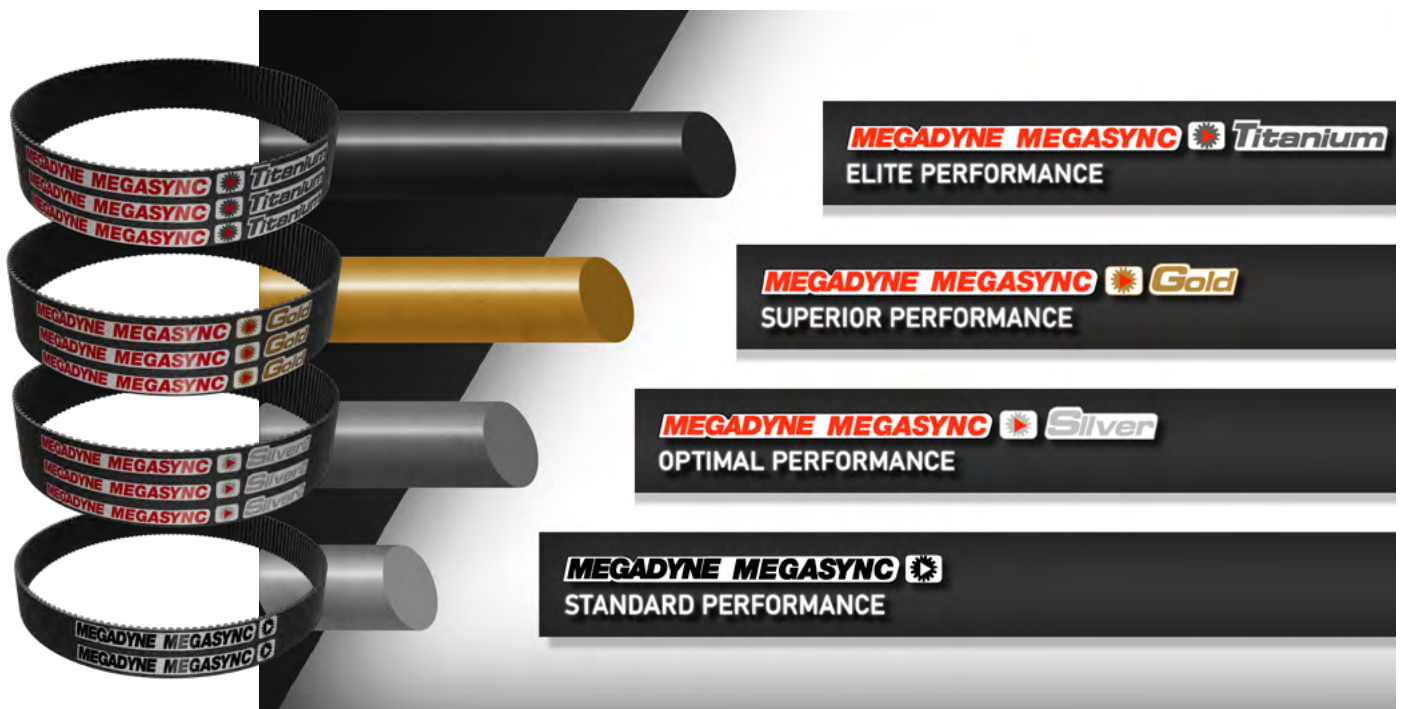 MEGADYNE MEGASYNC Titanium
MEGADYNE MEGASYNC Titanium
MEGADYNE MEGASYNC Titanium
MEGADYNE MEGASYNC Titanium
ELITE PERFORMANCE
MEGADYNE MEGASYNC Gold
MEGADYNE MEGASYNC Gold
MEGADYNE MEGASYNC Gold
MEGADYNE MEGASYNC Gold
SUPERIOR PERFORMANCE
MEGADYNE MEGASYNC Silver
MEGADYNE MEGASYNC Silver
MEGADYNE MEGASYNC Silver
MEGADYNE MEGASYNC Silver
OPTIMAL PERFORMANCE
MEGADYNE MEGASYNC
MEGADYNE MEGASYNC
MEGADYNE MEGASYNC
STANDARD PERFORMANCE